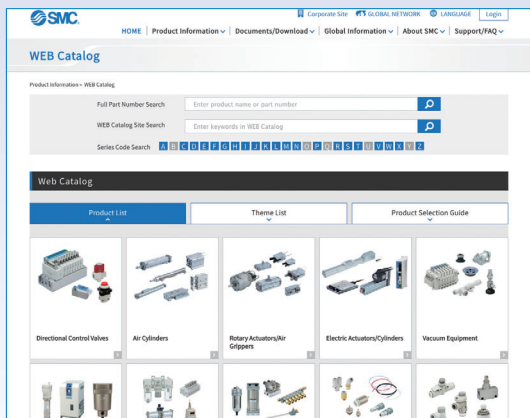 SMC
Corporate Site GLOBAL NETWORK LANGUAGE Login
HOME Product Information Documents/Download Global Information About SMC Support/FAQ
WEB Catalog
Product Information > WEB Catalog
Full Part Number Search Enter product name or part number
WEB Catalog Site Search Enter keywords in WEB Catalog
Series Code Search A B C D E F G H I J K L M N O P Q R S T U V W X Y Z
Web Catalog
Product List Theme List Product Selection Guide
Directional Control Valves Air Cylinders Rotary Actuators/Air Grippers Electric Actuators/Cylinders Vacuum Equipment